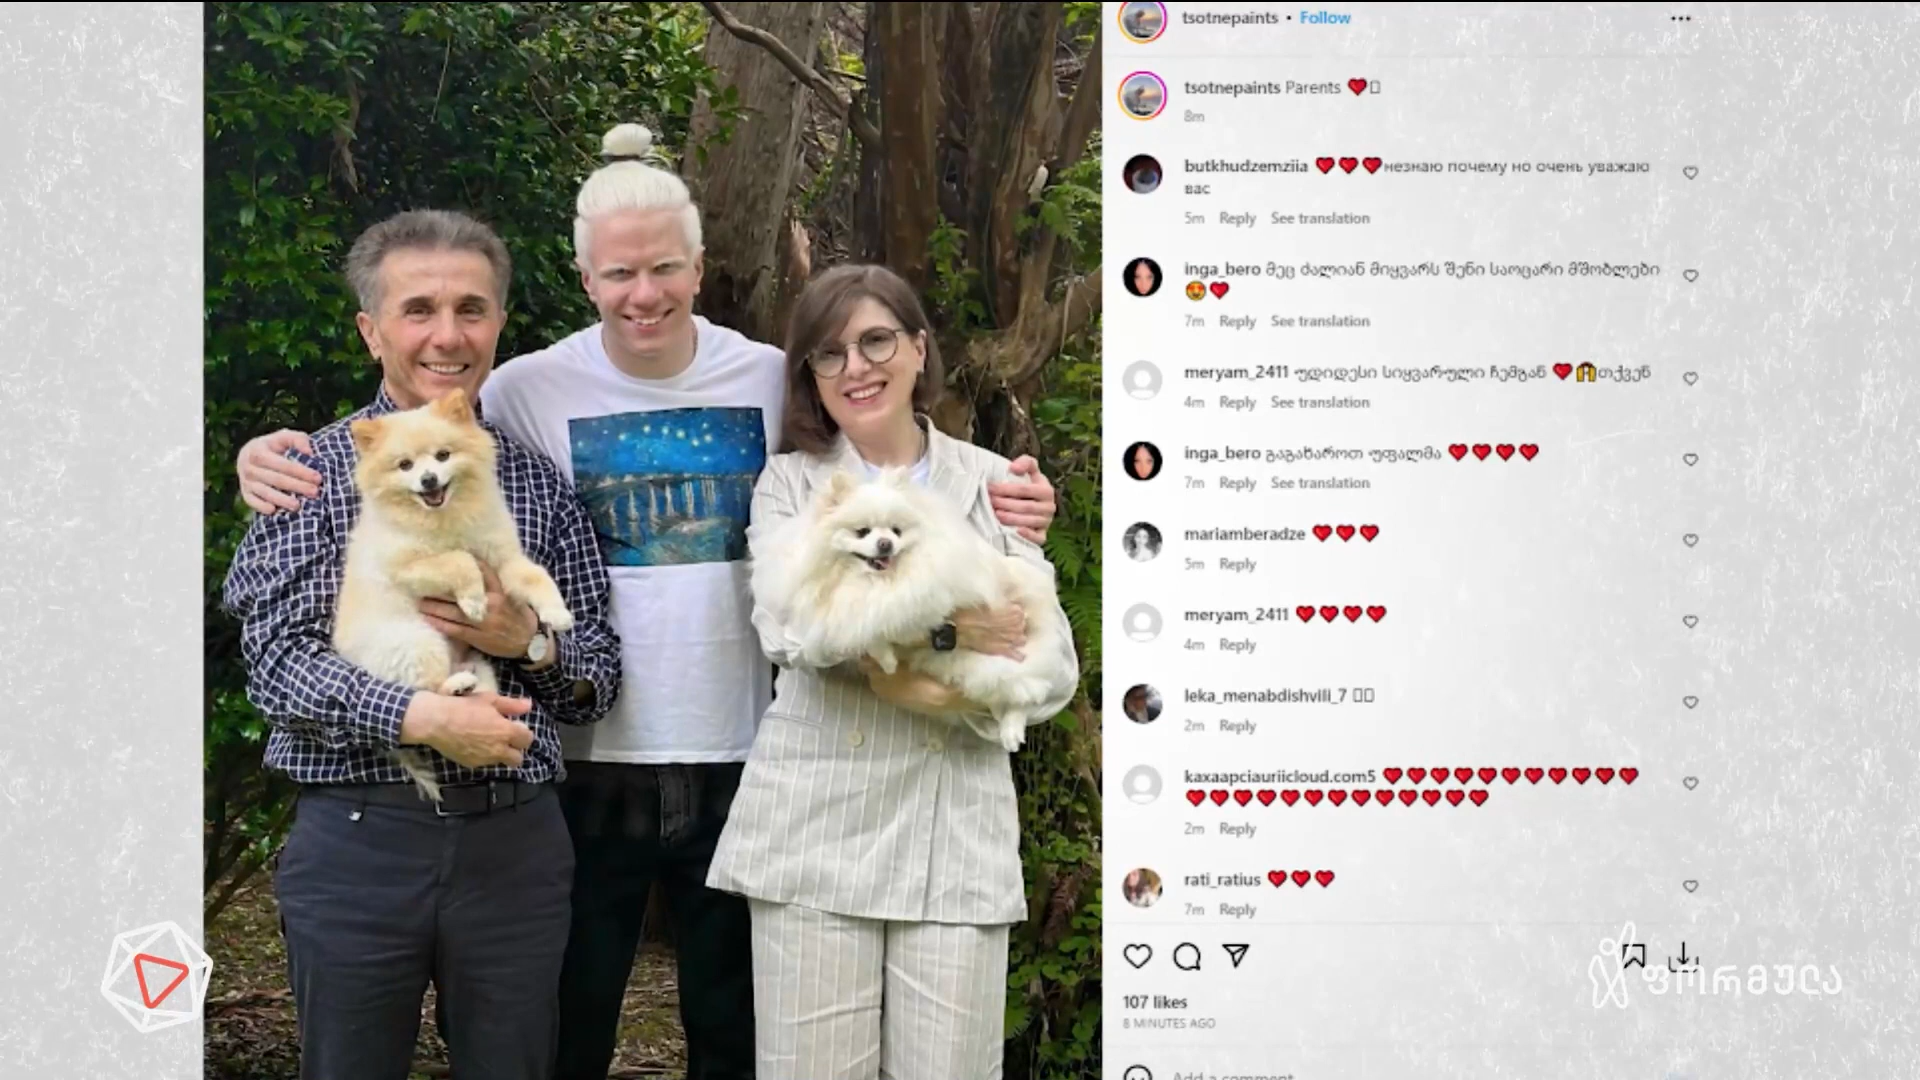 tsotnepaints • Follow
tsotnepaints Parents ❤️
8m
butkhudzemziia ❤️❤️❤️незнаю почему но очень уважаю
вас
5m Reply See translation
inga_bero მეც ძალიან მიყვარს შენი საოცარი მშობლები
😍❤️
7m Reply See translation
meryam_2411 უდიდესი სიყვარული ჩემგან ❤️🫶თქვენ
4m Reply See translation
inga_bero გაგახაროთ უფალმა ❤️❤️❤️❤️
7m Reply See translation
mariamberadze ❤️❤️❤️
5m Reply
meryam_2411 ❤️❤️❤️❤️
4m Reply
leka_menabdishvili_7
2m Reply
kaxaapciauriicloud.com5 ❤️❤️❤️❤️❤️❤️❤️❤️❤️❤️❤️
❤️❤️❤️❤️❤️❤️❤️❤️❤️❤️❤️❤️❤️
2m Reply
rati_ratius ❤️❤️❤️
7m Reply
107 likes
8 MINUTES AGO
ფორმულა
Add a comment